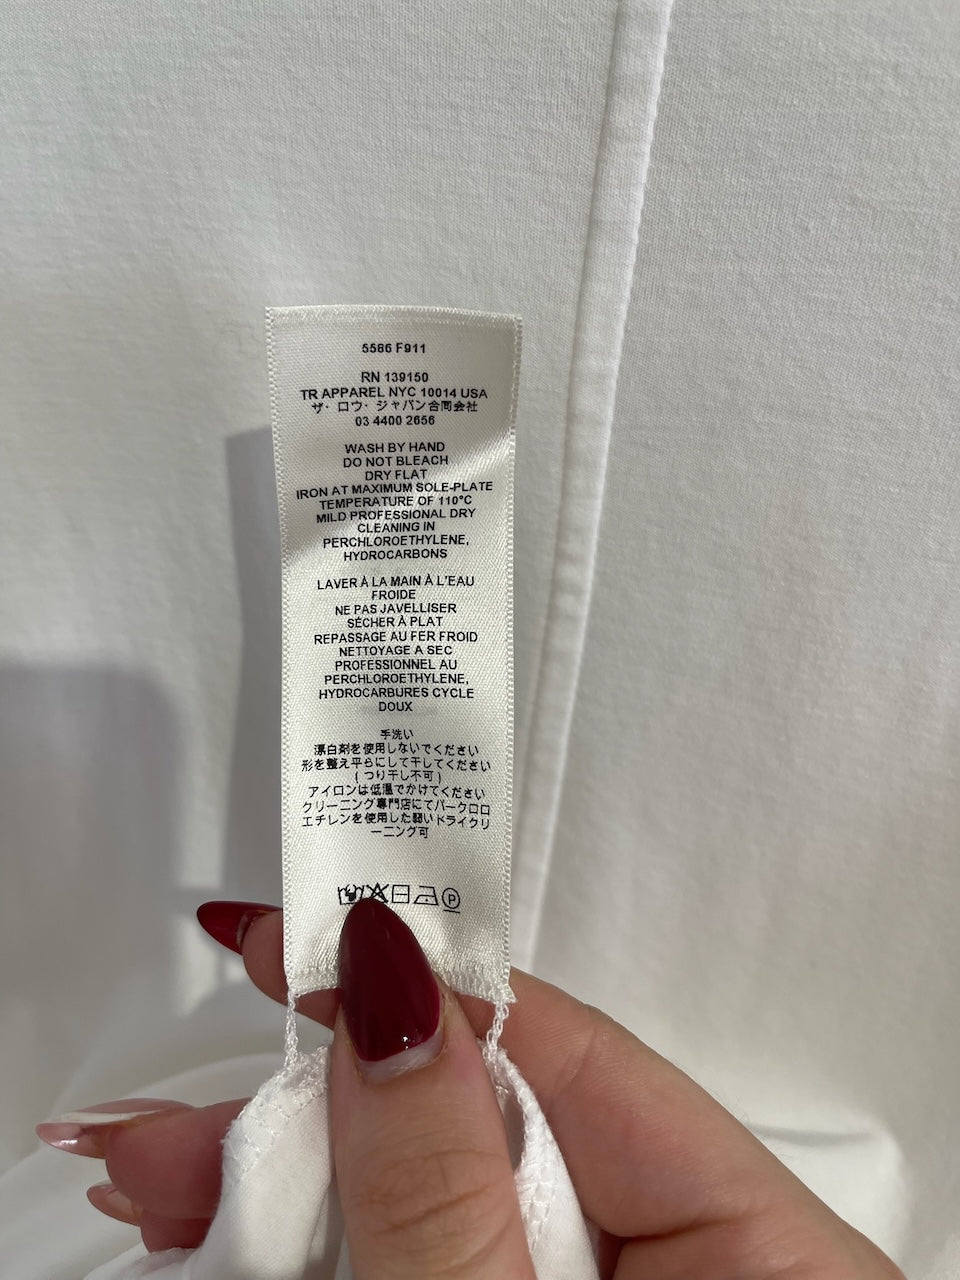 5586 F911
RN 139150
TR APPAREL NYC 10014 USA
ザ・ロウ・ジャパン合同会社
03 4400 2656
WASH BY HAND
DO NOT BLEACH
DRY FLAT
IRON AT MAXIMUM SOLE-PLATE
TEMPERATURE OF 110°C
MILD PROFESSIONAL DRY
CLEANING IN
PERCHLOROETHYLENE,
HYDROCARBONS
LAVER À LA MAIN À L'EAU
FROIDE
NE PAS JAVELLISER
SÉCHER À PLAT
REPASSAGE AU FER FROID
NETTOYAGE A SEC
PROFESSIONNEL AU
PERCHLOROETHYLENE,
HYDROCARBURES CYCLE
DOUX
手洗い
漂白剤を使用しないでください
形を整え平らにして干してください
(つり干し不可)
アイロンは低温でかけてください
クリーニング専門店にてパークロロ
エチレンを使用した弱いドライクリ
ーニング可
P